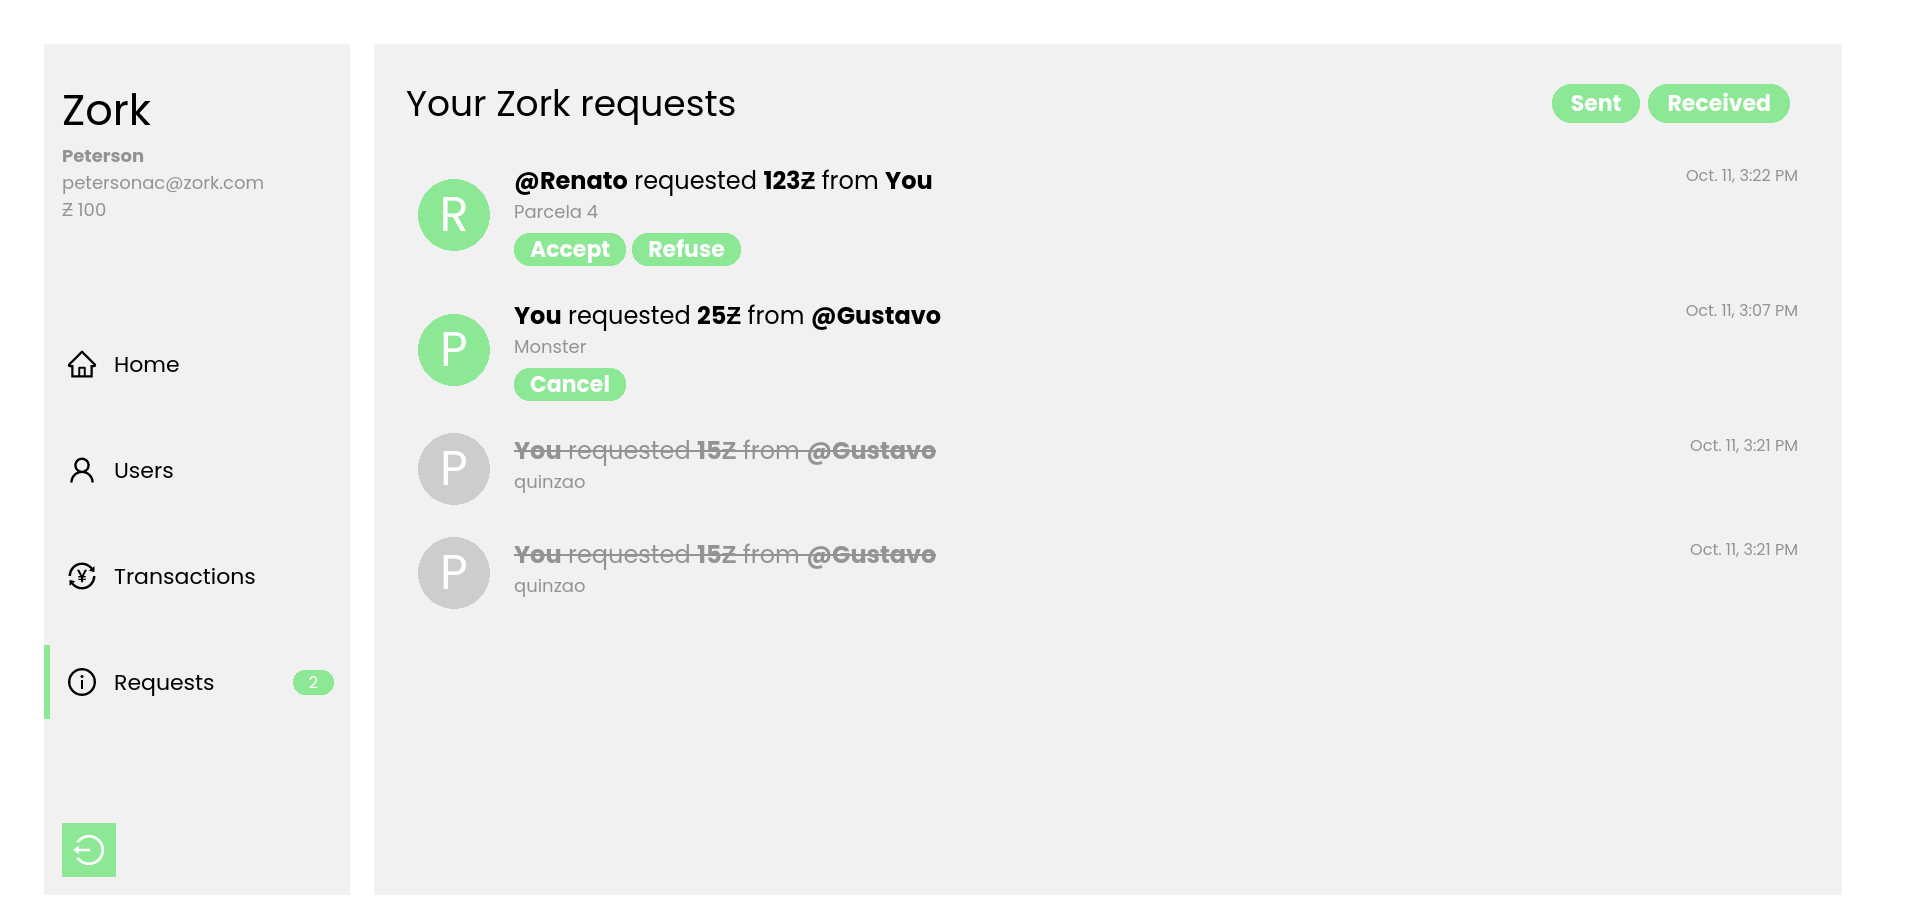 Zork
Peterson
petersonac@zork.com
Ƶ 100
Home
Users
Transactions
Requests 2
Your Zork requests
Sent Received
@Renato requested 123Ƶ from You Oct. 11, 3:22 PM
Parcela 4
Accept Refuse
You requested 25Ƶ from @Gustavo Oct. 11, 3:07 PM
Monster
Cancel
You requested 15Ƶ from @Gustavo Oct. 11, 3:21 PM
quinzao
You requested 15Ƶ from @Gustavo Oct. 11, 3:21 PM
quinzao
R
P
P
P